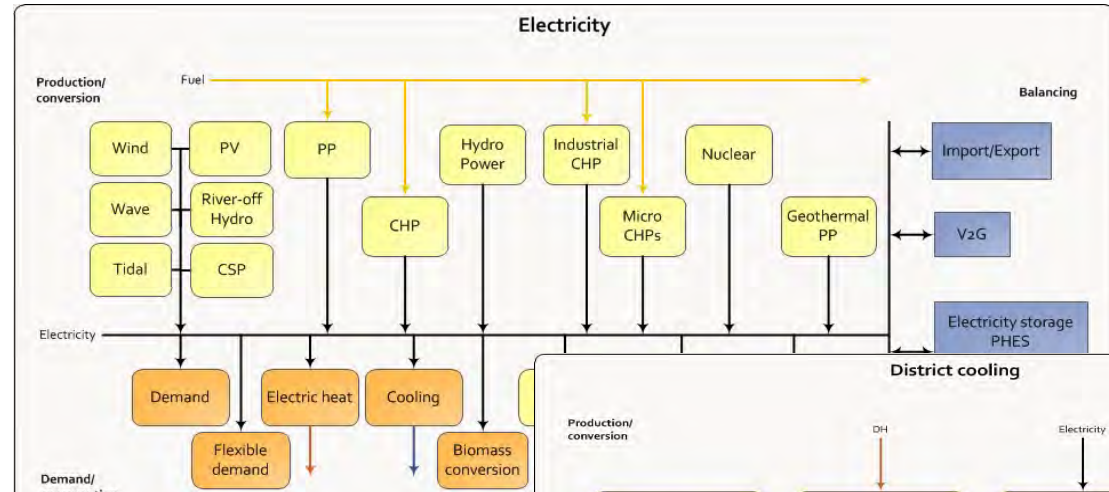 Electricity
Production/
conversion
Fuel
Balancing
Wind
PV
PP
Hydro
Power
Industrial
CHP
Nuclear
Import/Export
Wave
River-off
Hydro
CHP
Micro
CHPs
Geothermal
PP
V2G
Tidal
CSP
Electricity
Electricity storage
PHES
Demand
Electric heat
Cooling
Flexible
demand
Biomass
conversion
Demand/
District cooling
Production/
conversion
DH
Electricity